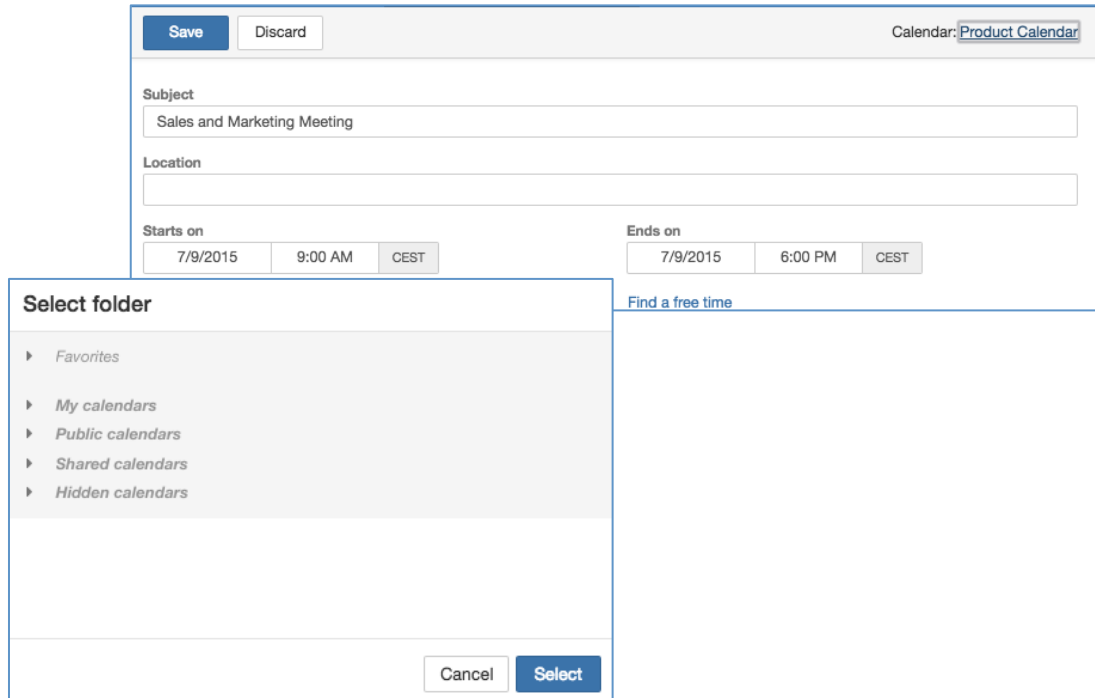 Save Discard Calendar: Product Calendar
Subject
Sales and Marketing Meeting
Location
Starts on Ends on
7/9/2015 9:00 AM CEST 7/9/2015 6:00 PM CEST
Find a free time
Select folder
Favorites
My calendars
Public calendars
Shared calendars
Hidden calendars
Cancel Select